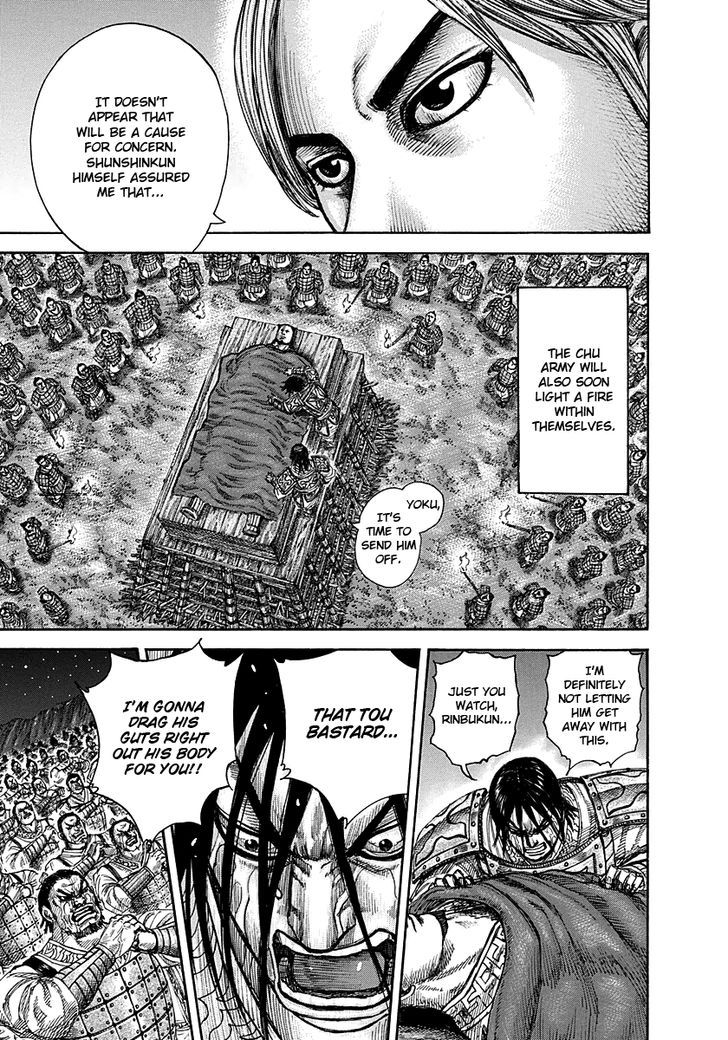 IT DOESN'T
APPEAR THAT
WILL BE A CAUSE
FOR CONCERN.
SHUNSHINKUN
HIMSELF ASSURED
ME THAT...
THE CHU
ARMY WILL
ALSO SOON
LIGHT A FIRE
WITHIN
THEMSELVES.
YOKU,
IT'S
TIME TO
SEND HIM
OFF.
I'M
DEFINITELY
NOT LETTING
HIM GET
AWAY WITH
THIS.
JUST YOU
WATCH,
RINBUKUN...
THAT TOU
BASTARD...
I'M GONNA
DRAG HIS
GUTS RIGHT
OUT HIS BODY
FOR YOU!!